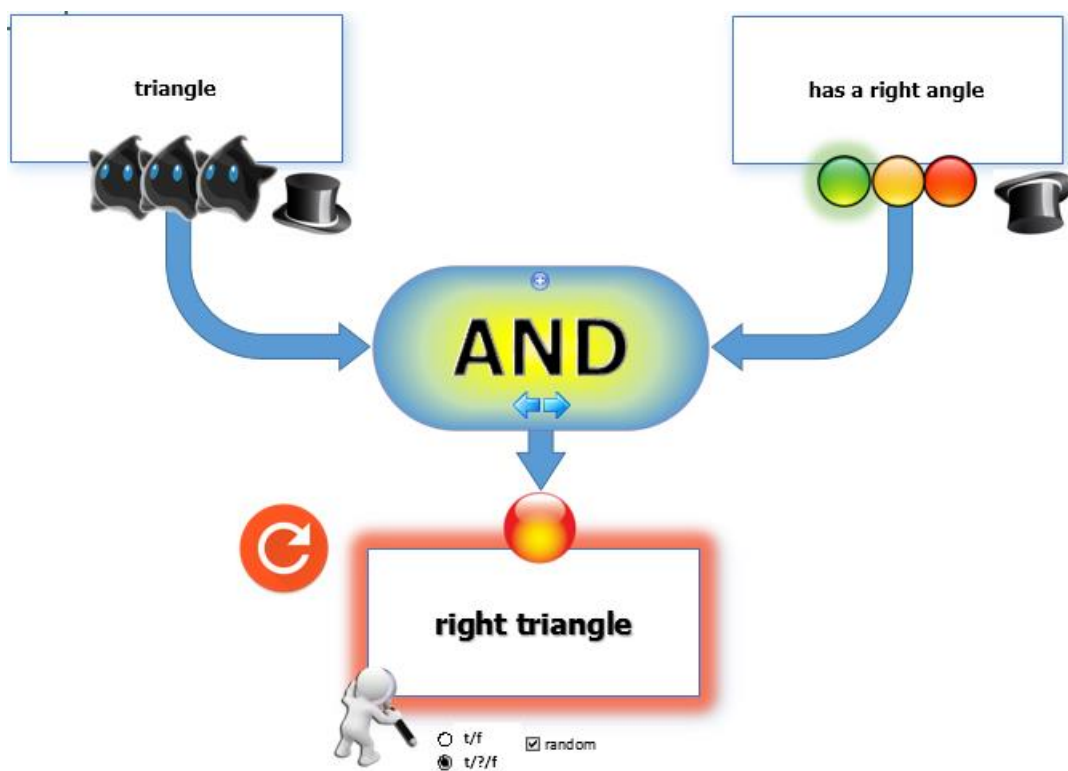 triangle
has a right angle
AND
right triangle
t/f
random
t/?/f